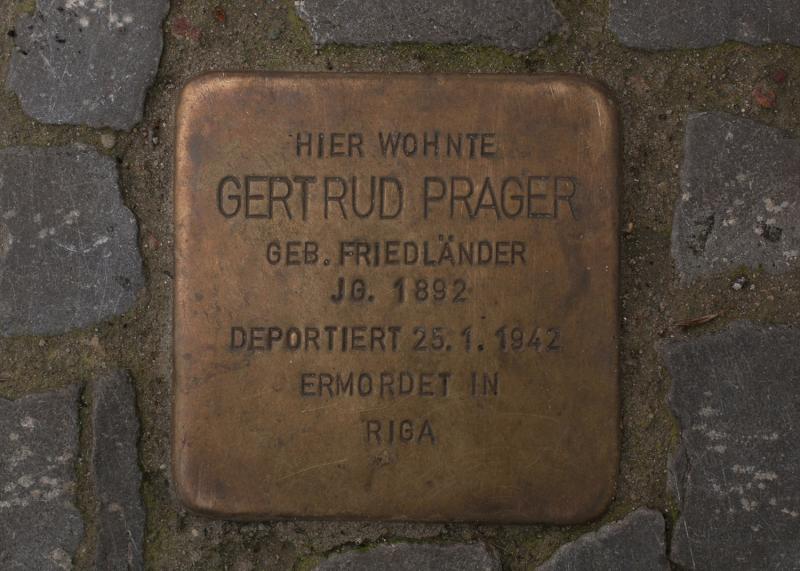 HIER WOHNTE
GERTRUD PRAGER
GEB. FRIEDLÄNDER
JG. 1892
DEPORTIERT 25.1.1942
ERMORDET IN
RIGA